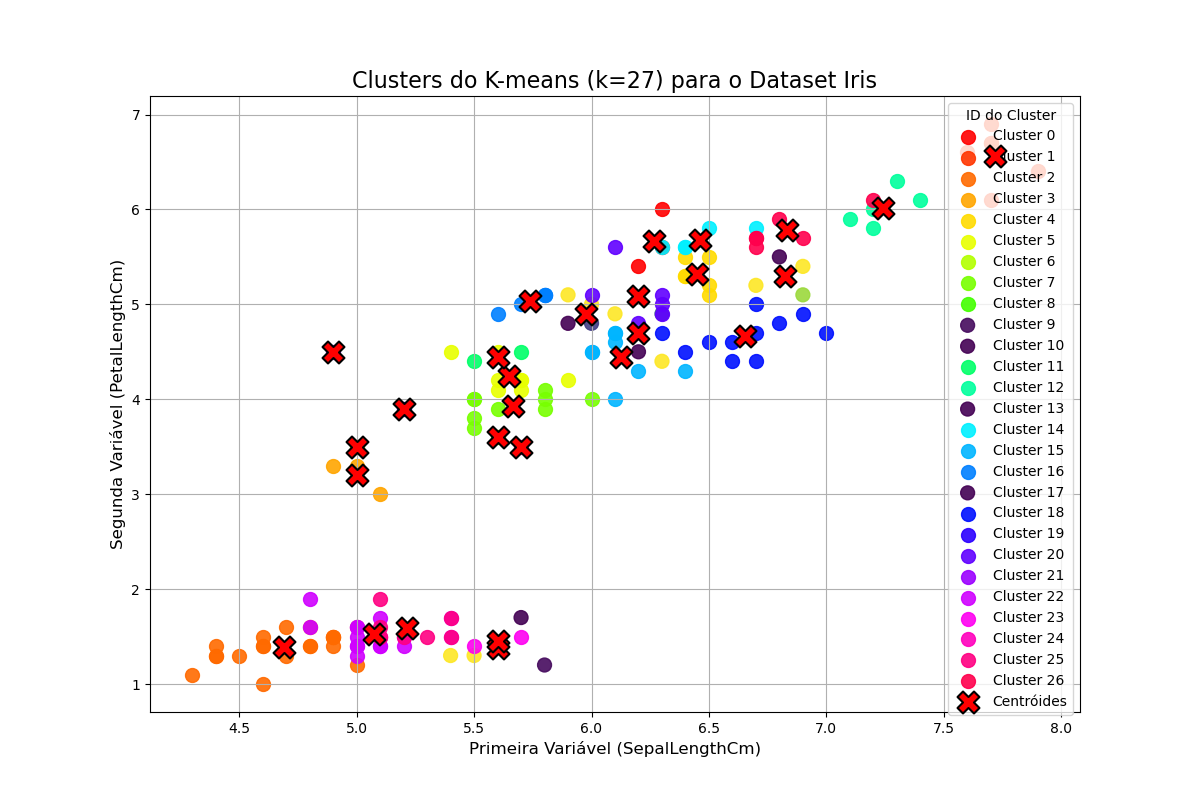 Clusters do K-means (k=27) para o Dataset Iris
Segunda Variável (PetalLengthCm)
7
6
5
4
3
2
1
4.5
5.0
5.5
6.0
6.5
7.0
7.5
8.0
Primeira Variável (SepalLengthCm)
ID do Cluster
Cluster 0
Cluster 1
Cluster 2
Cluster 3
Cluster 4
Cluster 5
Cluster 6
Cluster 7
Cluster 8
Cluster 9
Cluster 10
Cluster 11
Cluster 12
Cluster 13
Cluster 14
Cluster 15
Cluster 16
Cluster 17
Cluster 18
Cluster 19
Cluster 20
Cluster 21
Cluster 22
Cluster 23
Cluster 24
Cluster 25
Cluster 26
Centróides